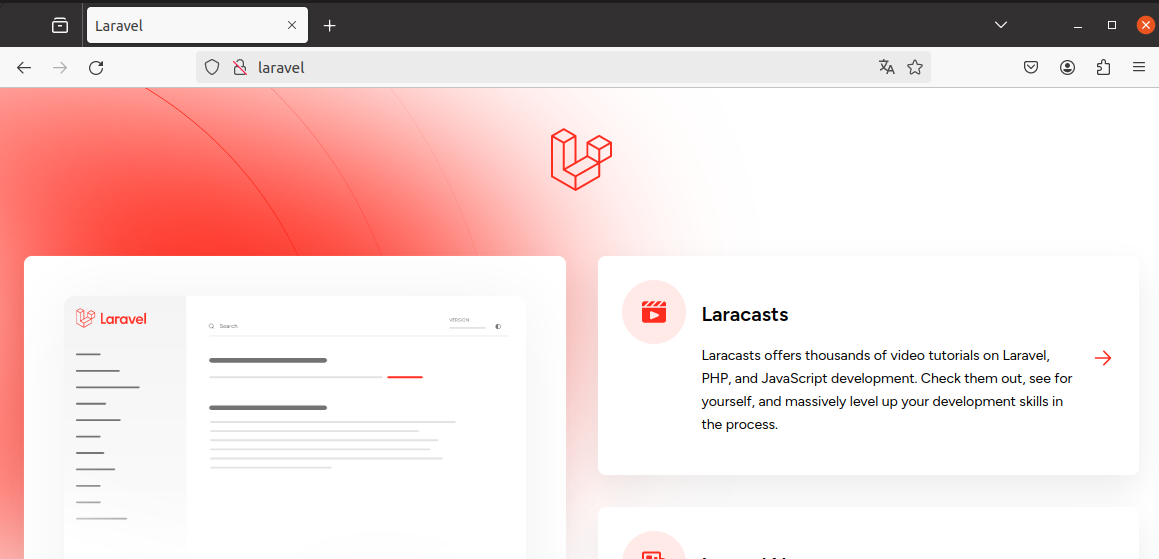 Laravel
laravel
Laravel
Search
VERSION
Laracasts
Laracasts offers thousands of video tutorials on Laravel,
PHP, and JavaScript development. Check them out, see for
yourself, and massively level up your development skills in
the process.